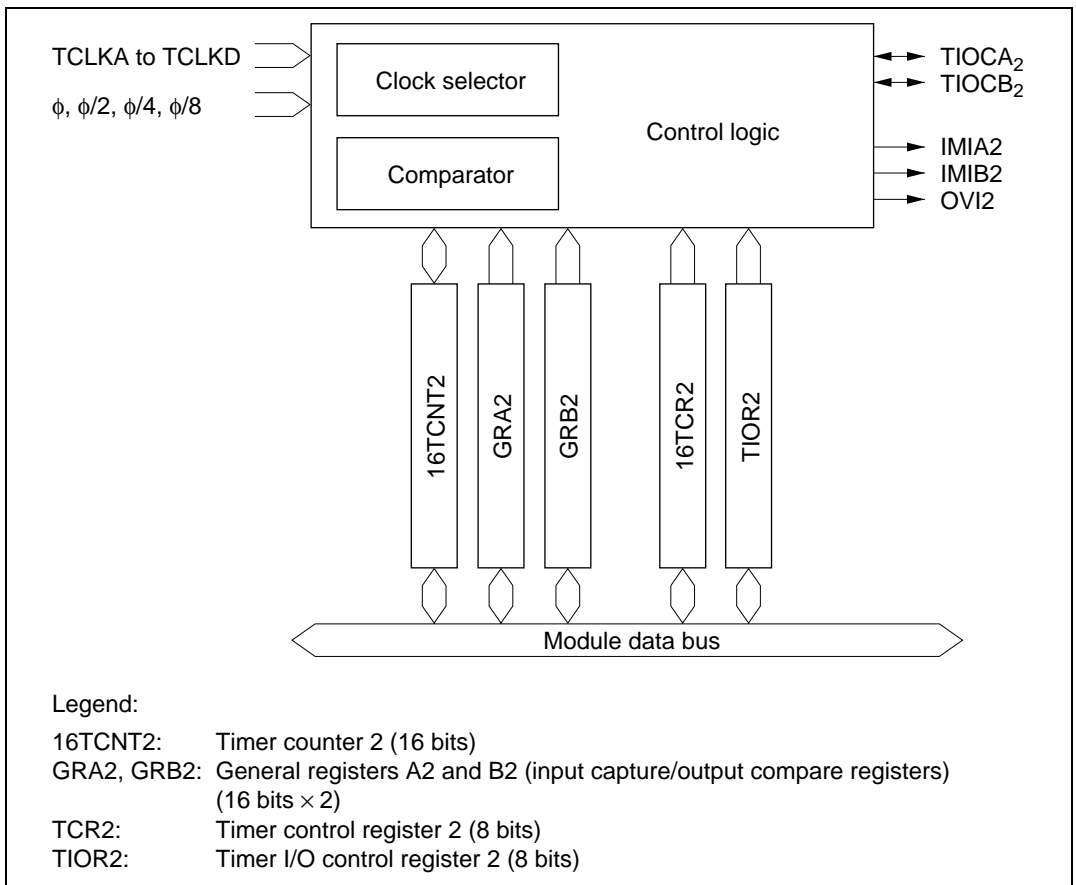 TCLKA to TCLKD
ϕ, ϕ/2, ϕ/4, ϕ/8
Clock selector
Comparator
Control logic
TIOCA2
TIOCB2
IMIA2
IMIB2
OVI2
16TCNT2
GRA2
GRB2
16TCR2
TIOR2
Module data bus
Legend:
16TCNT2: Timer counter 2 (16 bits)
GRA2, GRB2: General registers A2 and B2 (input capture/output compare registers)
(16 bits × 2)
TCR2: Timer control register 2 (8 bits)
TIOR2: Timer I/O control register 2 (8 bits)